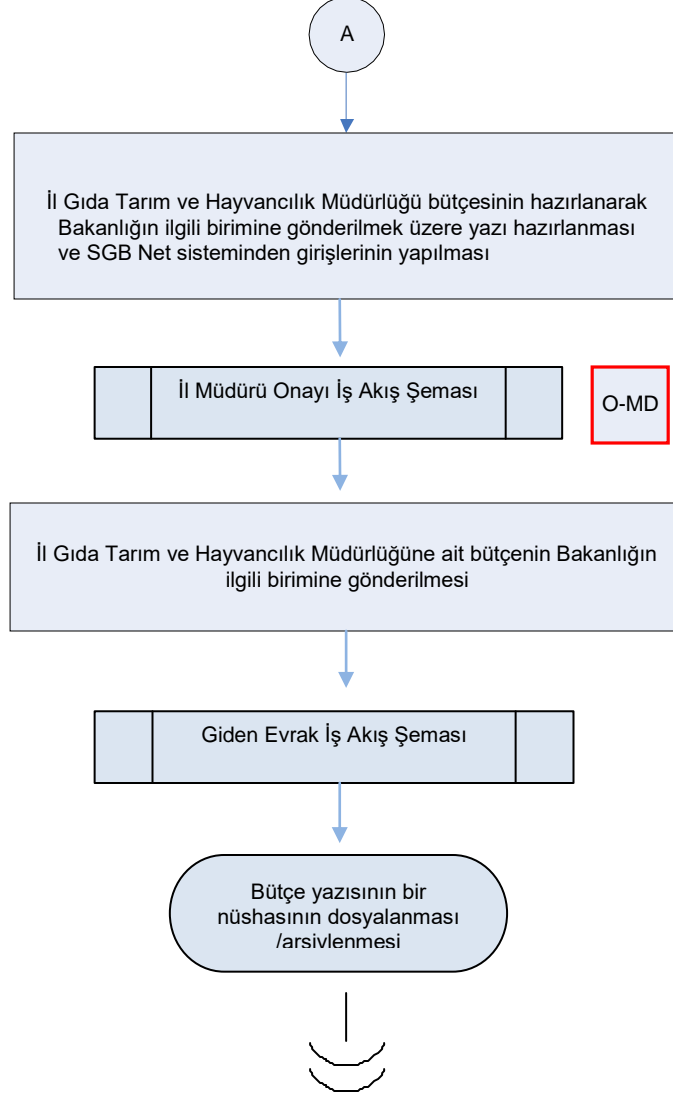 A
İl Gıda Tarım ve Hayvancılık Müdürlüğü bütçesinin hazırlanarak
Bakanlığın ilgili birimine gönderilmek üzere yazı hazırlanması
ve SGB Net sisteminden girişlerinin yapılması
İl Müdürü Onayı İş Akış Şeması
O-MD
İl Gıda Tarım ve Hayvancılık Müdürlüğüne ait bütçenin Bakanlığın
ilgili birimine gönderilmesi
Giden Evrak İş Akış Şeması
Bütçe yazısının bir
nüshasının dosyalanması
/arşivlenmesi